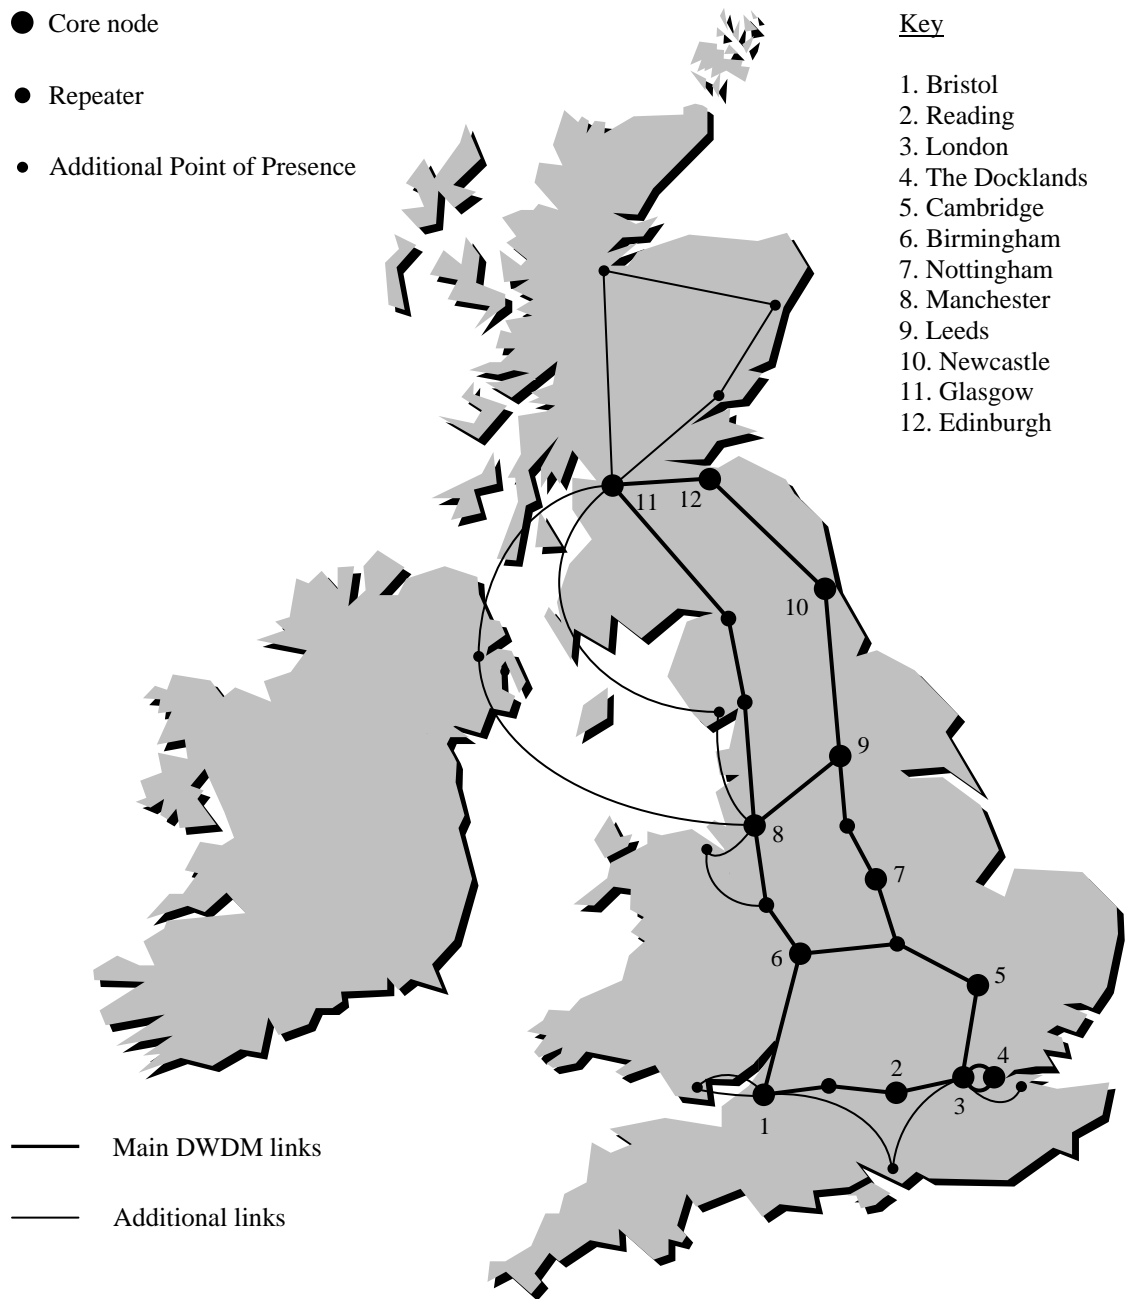 Core node
Repeater
Additional Point of Presence
Key
1. Bristol
2. Reading
3. London
4. The Docklands
5. Cambridge
6. Birmingham
7. Nottingham
8. Manchester
9. Leeds
10. Newcastle
11. Glasgow
12. Edinburgh
11
12
10
9
8
7
6
5
4
2
3
1
Main DWDM links
Additional links